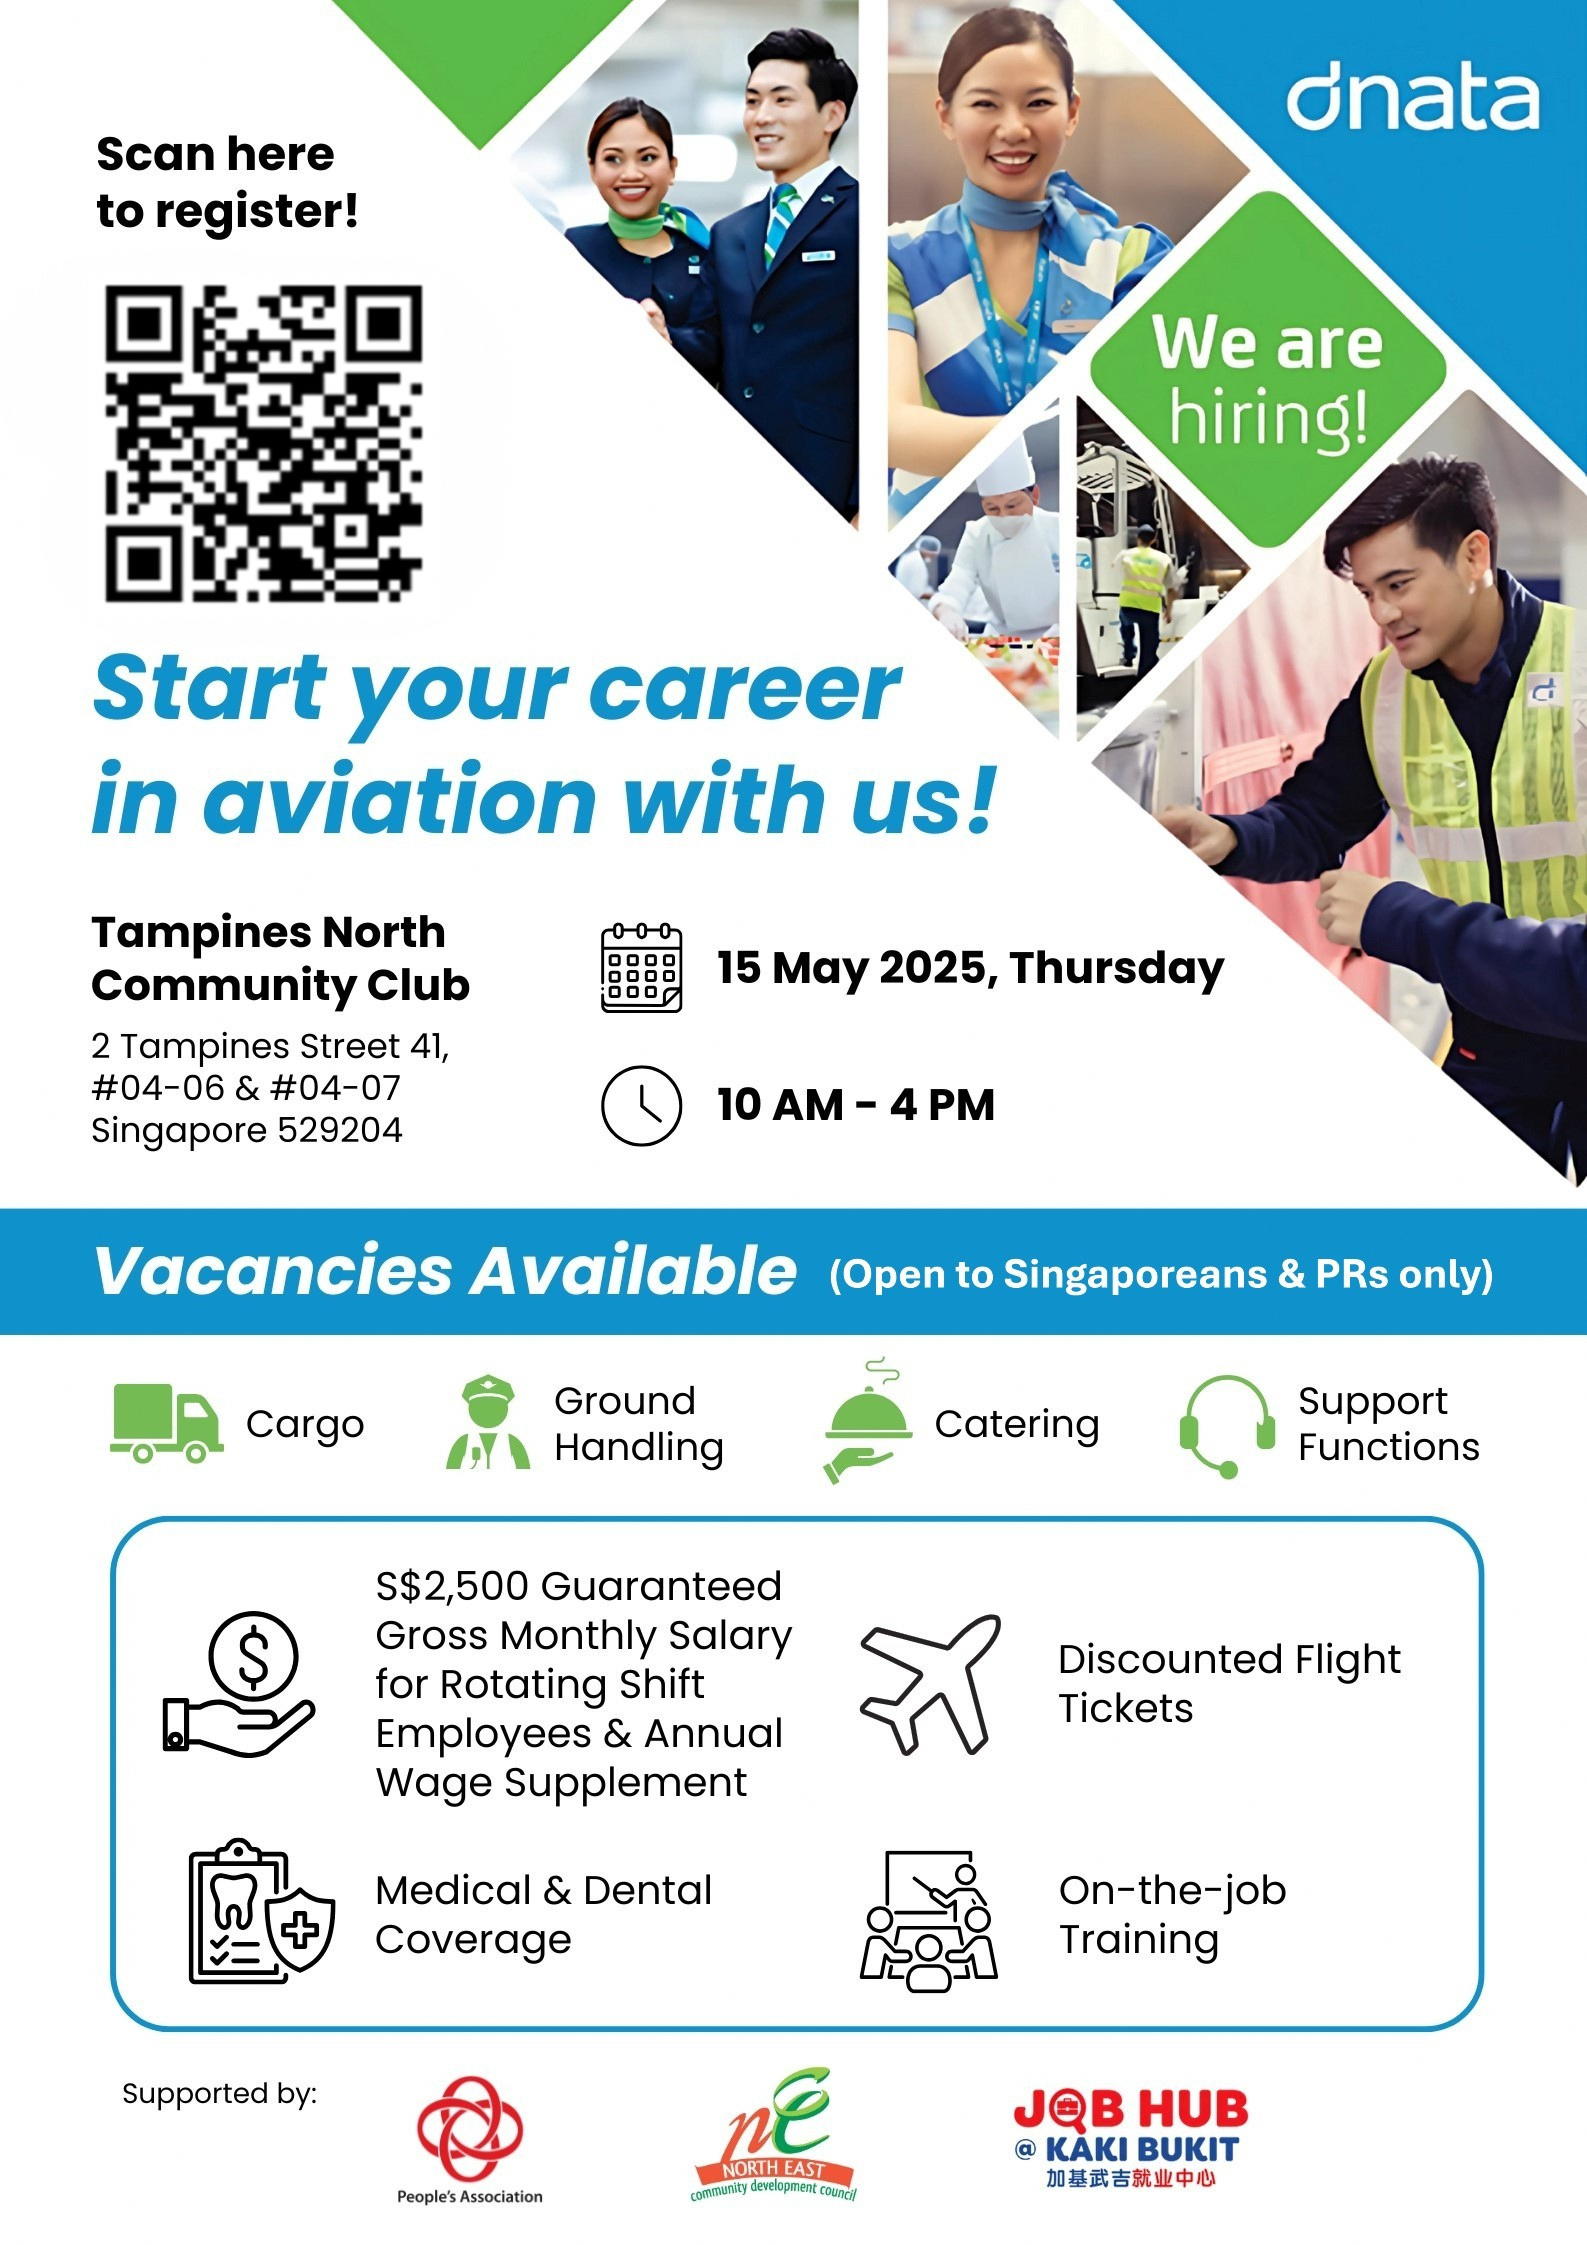 Scan here
to register!
dnata
We are
hiring!
Start your career
in aviation with us!
Tampines North
Community Club
2 Tampines Street 41,
#04-06 & #04-07
Singapore 529204
15 May 2025, Thursday
10 AM - 4 PM
Vacancies Available (Open to Singaporeans & PRs only)
Cargo
Ground
Handling
Catering
Support
Functions
S$2,500 Guaranteed
Gross Monthly Salary
for Rotating Shift
Employees & Annual
Wage Supplement
Discounted Flight
Tickets
Medical & Dental
Coverage
On-the-job
Training
Supported by:
People's Association
NE
NORTH EAST
community development council
JOB HUB
@ KAKI BUKIT
加基武吉就业中心